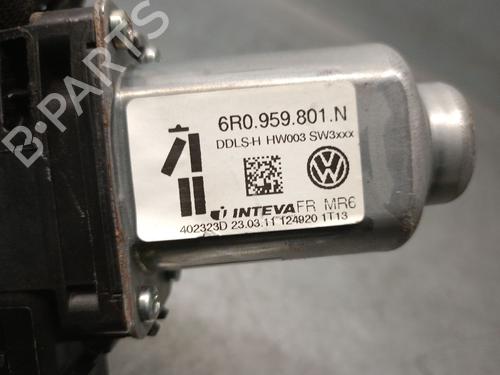 B-PARTS
6R0.959.801.N
DDLS-H HW003 SW3xxx
INTEVA FR MR6
402323D 23.03.11 124920 1T13